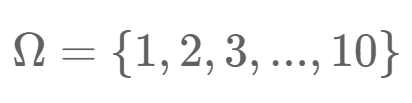 Ω = {1, 2, 3, ..., 10}